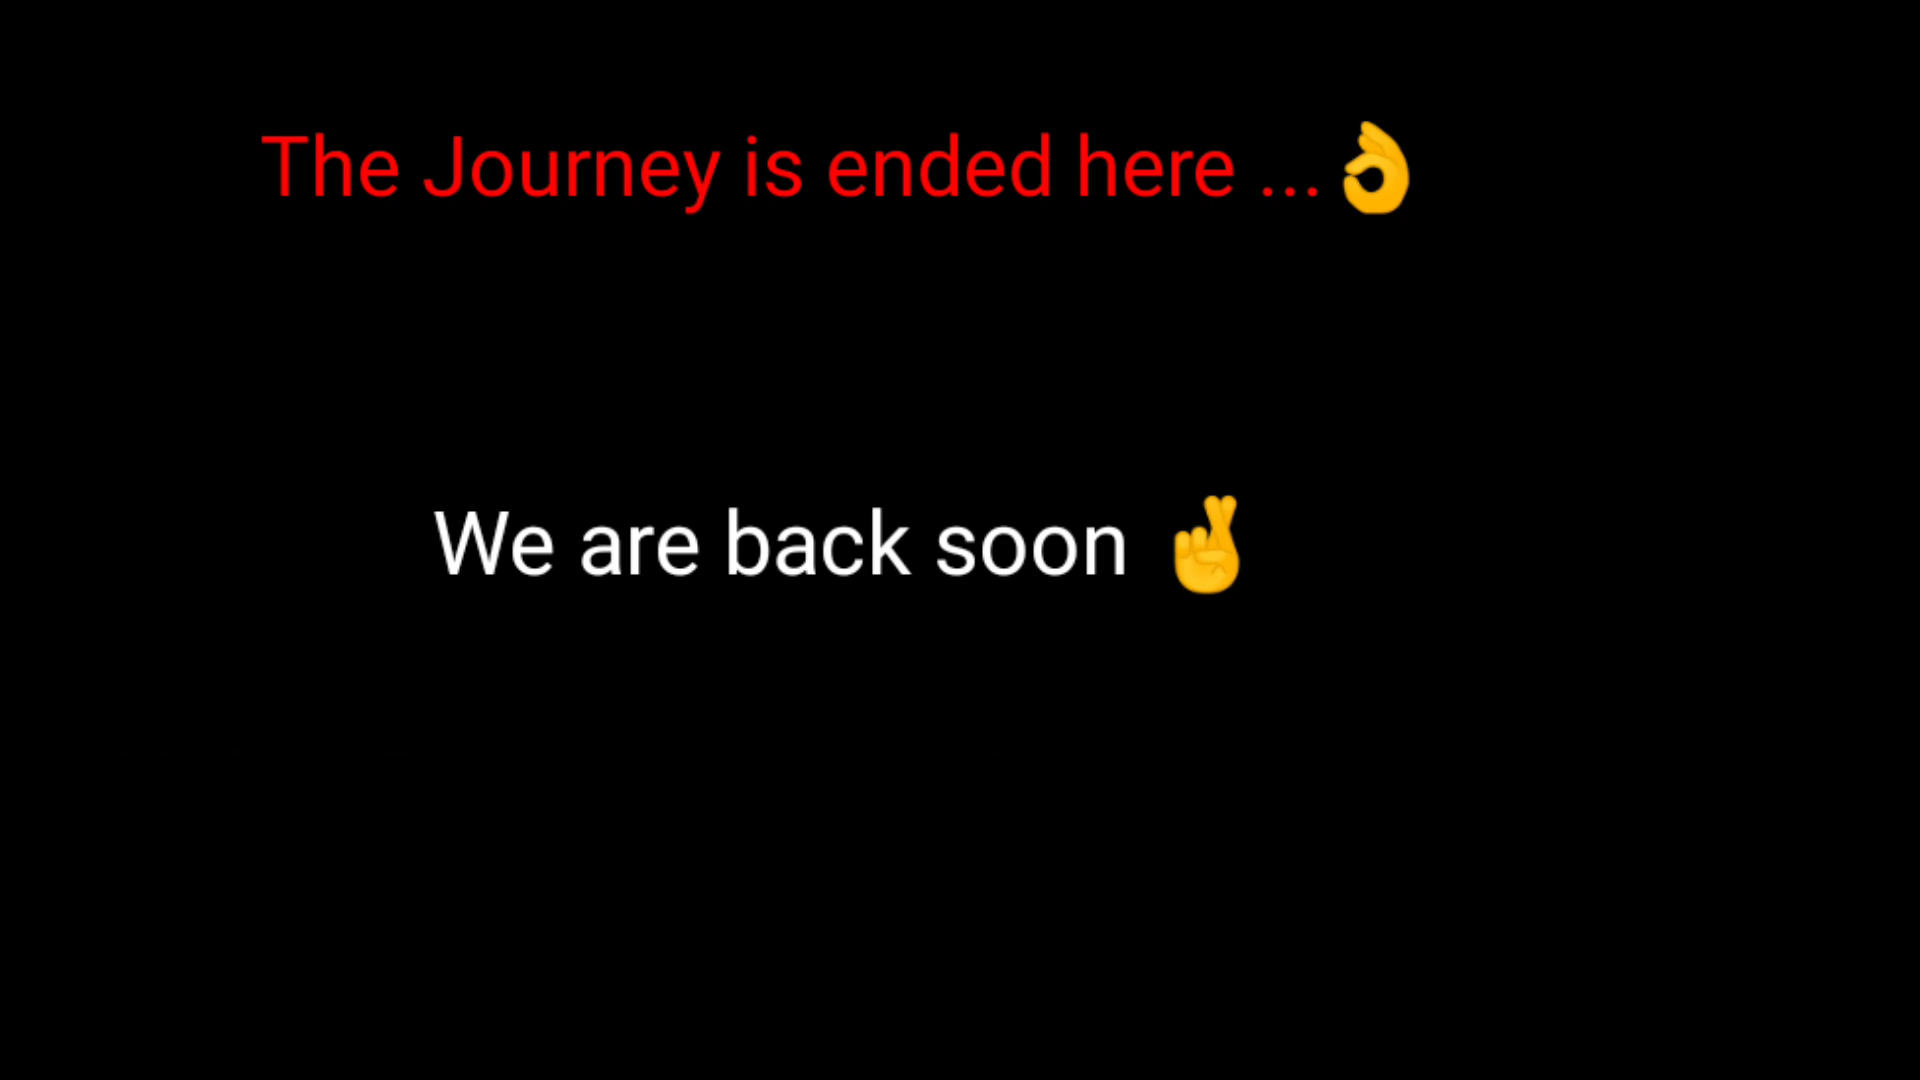 The Journey is ended here ...👌
We are back soon 🤞